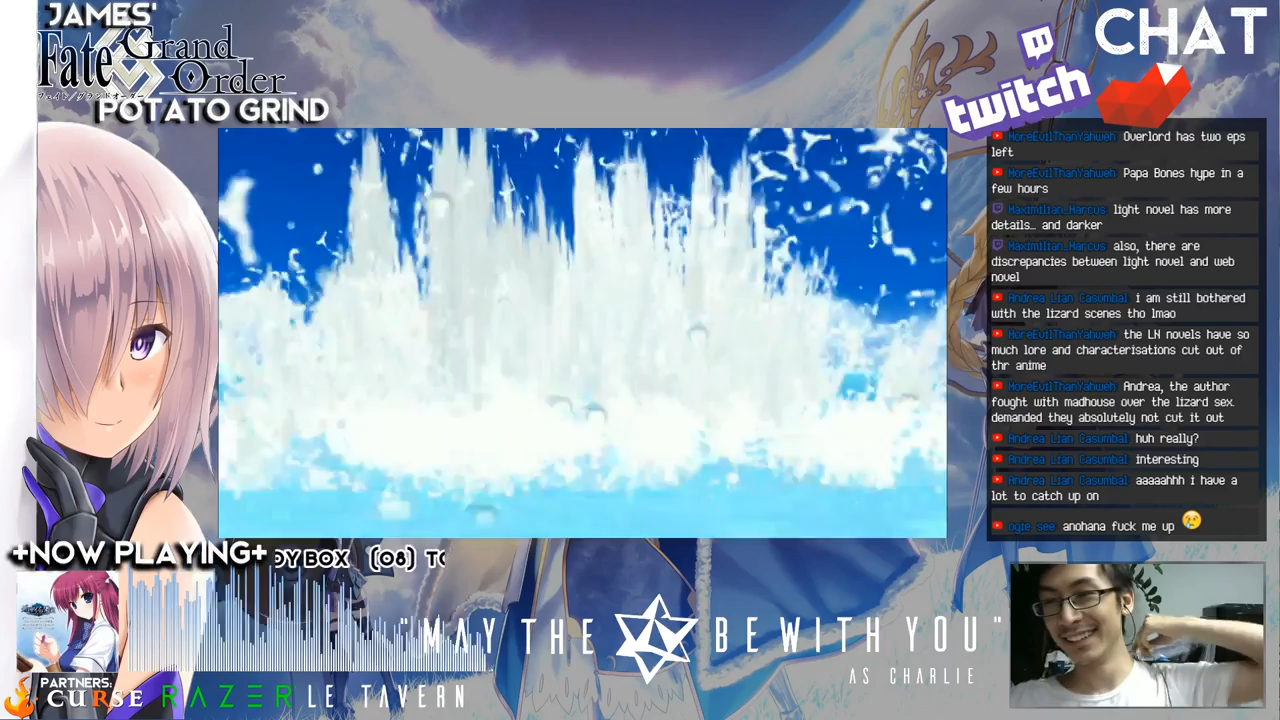 JAMES'
Fate
Grand
Order
フェイト/グランドオーダー
POTATO GRIND
twitch
CHAT
MoreEvilThanYahweh Overlord has two eps
left
MoreEvilThanYahweh Papa Bones hype in a
few hours
Maximilian_Marcus light novel has more
details… and darker
Maximilian_Marcus also, there are
discrepancies between light novel and web
novel
Andrea Lian Casumbal i am still bothered
with the lizard scenes tho lmao
MoreEvilThanYahweh the LN novels have so
much lore and characterisations cut out of
thr anime
MoreEvilThanYahweh Andrea, the author
fought with madhouse over the lizard sex
demanded they absolutely not cut it out
Andrea Lian Casumbal huh really?
Andrea Lian Casumbal interesting
Andrea Lian Casumbal aaaaahhh i have a
lot to catch up on
ogie see anohana fuck me up 😢
+NOW PLAYING+
DY BOX (08) TO
"MAY THE BE WITH YOU"
AS CHARLIE
PARTNERS:
CURSE RAZER LE TAVERN